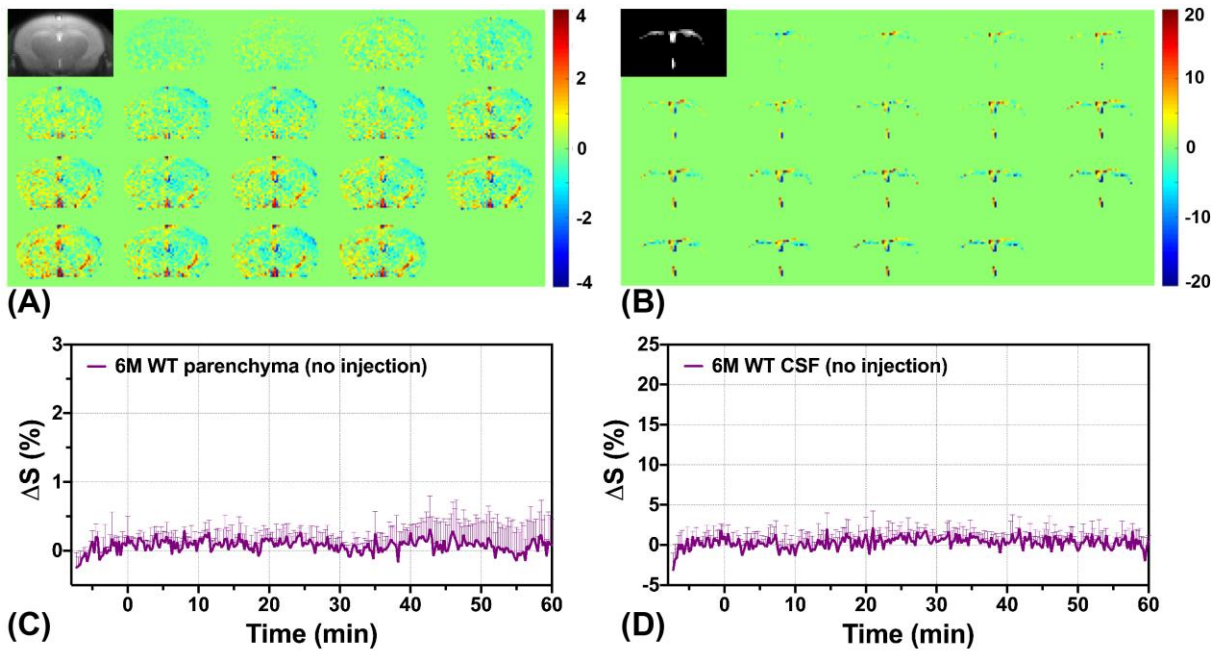 4
2
0
-2
-4
(A)
20
10
0
-10
-20
(B)
3
2
1
0
ΔS (%)
6M WT parenchyma (no injection)
0 10 20 30 40 50 60
(C)
Time (min)
25
20
15
10
5
0
-5
ΔS (%)
6M WT CSF (no injection)
0 10 20 30 40 50 60
(D)
Time (min)